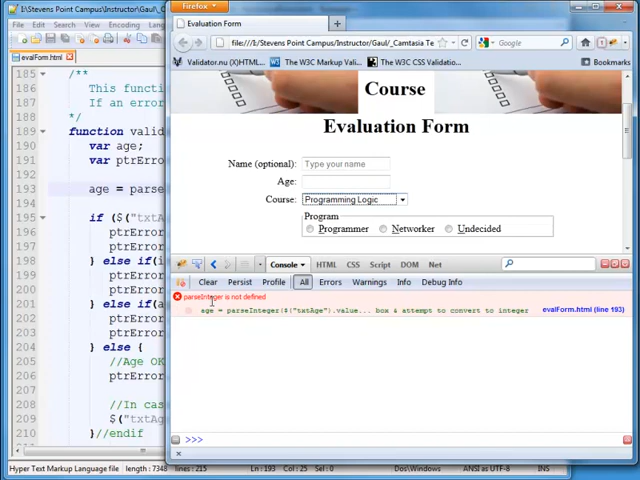 I:\Stevens Point Campus\Instructor\Gaul\_
File Edit Search View Encoding
evalForm.html
185 /**
186 This func
187 If an error
188 */
189 function valid
190 var age;
191 var ptrErro
192
193 age = parse
194
195 if ($("txtA
196 ptrError
197 ptrError
198 } else if(i
199 ptrError
200 ptrError
201 } else if(a
202 ptrError
203 ptrError
204 } else {
205 //Age OK
206 ptrError
207
208 //In cas
209 $("txtAg
210 }//endif
Hyper Text Markup Language file length : 7348 lines : 215 Ln : 193 Col : 25 Sel : 0 Dos\Windows ANSI as UTF-8 INS
Firefox
Evaluation Form
file:///I:/Stevens Point Campus/Instructor/Gaul/_Camtasia Te
Google
Validator.nu (X)HTML... The W3C Markup Vali... The W3C CSS Validatio... Bookmarks
Course
Evaluation Form
Name (optional): Type your name
Age:
Course: Programming Logic
Program
Programmer Networker Undecided
Console HTML CSS Script DOM Net
Clear Persist Profile All Errors Warnings Info Debug Info
parseInteger is not defined
age = parseInteger($("txtAge").value... box & attempt to convert to integer evalForm.html (line 193)
>>>